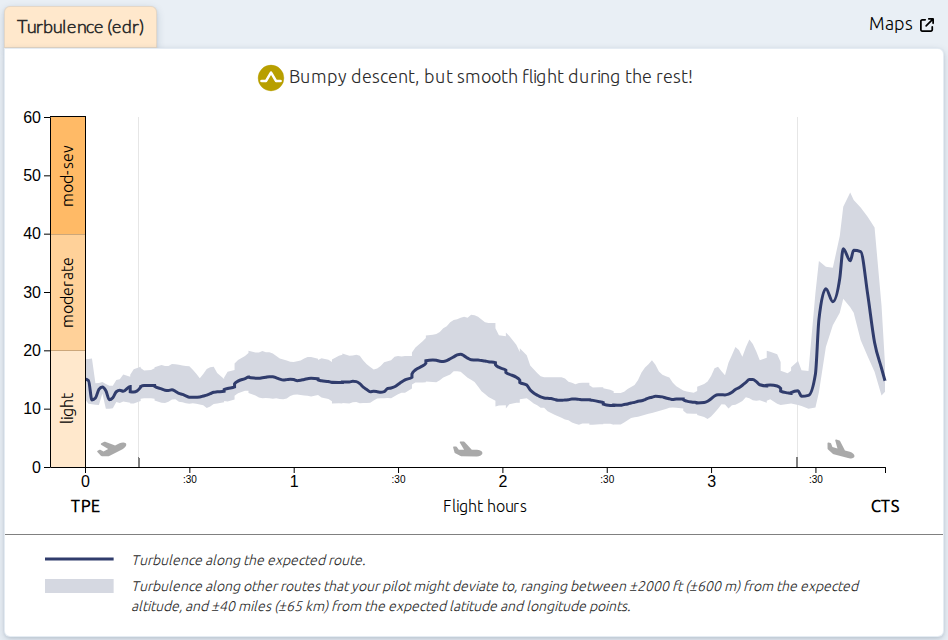 Turbulence (edr)
Maps
Bumpy descent, but smooth flight during the rest!
60
50
40
30
20
10
0
mod-sev
moderate
light
0 :30 1 :30 2 :30 3 :30
TPE Flight hours CTS
Turbulence along the expected route.
Turbulence along other routes that your pilot might deviate to, ranging between ±2000 ft (±600 m) from the expected
altitude, and ±40 miles (±65 km) from the expected latitude and longitude points.